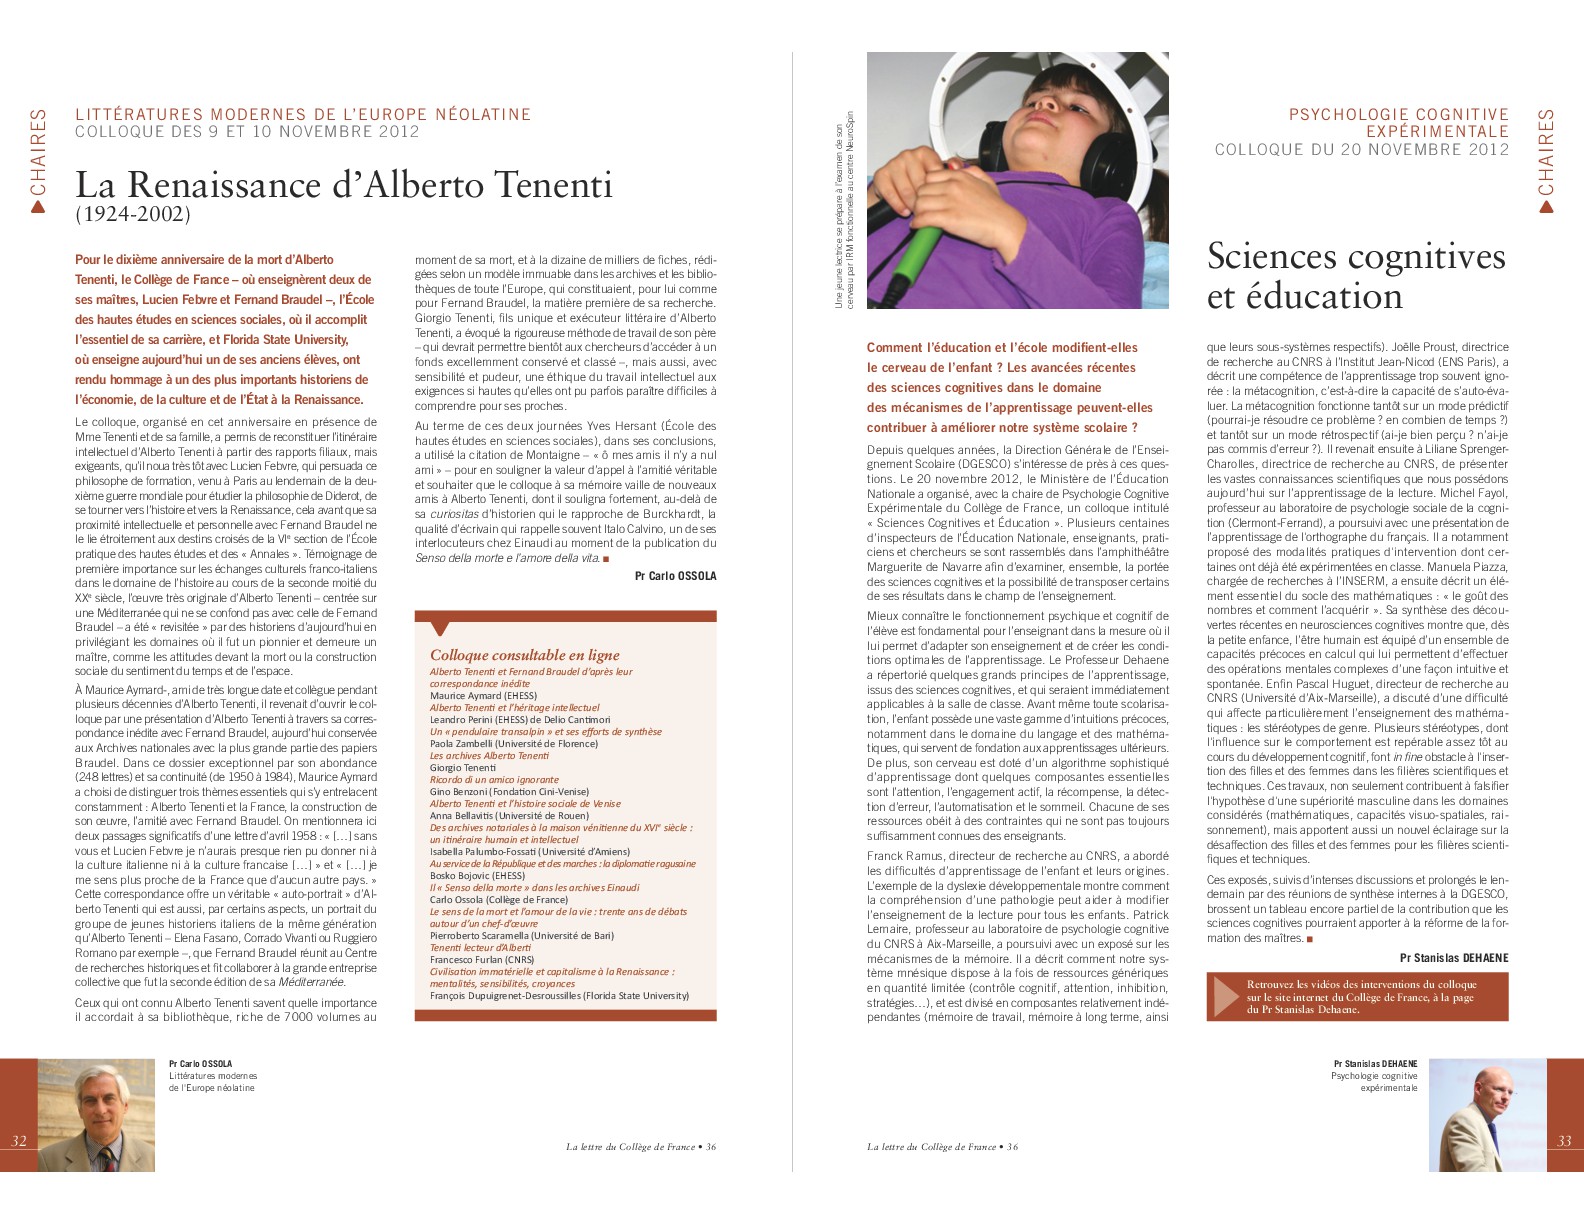 CHAIRES
LITTÉRATURES MODERNES DE L'EUROPE NÉOLATINE
COLLOQUE DES 9 ET 10 NOVEMBRE 2012
La Renaissance d'Alberto Tenenti
(1924-2002)
Pour le dixième anniversaire de la mort d'Alberto
Tenenti, le Collège de France – où enseignèrent deux de
ses maîtres, Lucien Febvre et Fernand Braudel –, l'École
des hautes études en sciences sociales, où il accomplit
l'essentiel de sa carrière, et Florida State University,
où enseigne aujourd'hui un de ses anciens élèves, ont
rendu hommage à un des plus importants historiens de
l'économie, de la culture et de l'État à la Renaissance.
Le colloque, organisé en cet anniversaire en présence de
Mme Tenenti et de sa famille, a permis de reconstituer l'itinéraire
intellectuel d'Alberto Tenenti à partir des rapports filiaux, mais
exigeants, qu'il noua très tôt avec Lucien Febvre, qui persuada ce
philosophe de formation, venu à Paris au lendemain de la deu-
xième guerre mondiale pour étudier la philosophie de Diderot, de
se tourner vers l'histoire et vers la Renaissance, cela avant que sa
proximité intellectuelle et personnelle avec Fernand Braudel ne
le lie étroitement aux destins croisés de la VIe section de l'École
pratique des hautes études et des « Annales ». Témoignage de
première importance sur les échanges culturels franco-italiens
dans le domaine de l'histoire au cours de la seconde moitié du
XXe siècle, l'œuvre très originale d'Alberto Tenenti – centrée sur
une Méditerranée qui ne se confond pas avec celle de Fernand
Braudel – a été « revisitée » par des historiens d'aujourd'hui en
privilégiant les domaines où il fut un pionnier et demeure un
maître, comme les attitudes devant la mort ou la construction
sociale du sentiment du temps et de l'espace.
À Maurice Aymard-, ami de très longue date et collègue pendant
plusieurs décennies d'Alberto Tenenti, il revenait d'ouvrir le col-
loque par une présentation d'Alberto Tenenti à travers sa corres-
pondance inédite avec Fernand Braudel, aujourd'hui conservée
aux Archives nationales avec la plus grande partie des papiers
Braudel. Dans ce dossier exceptionnel par son abondance
(248 lettres) et sa continuité (de 1950 à 1984), Maurice Aymard
a choisi de distinguer trois thèmes essentiels qui s'y entrelacent
constamment : Alberto Tenenti et la France, la construction de
son œuvre, l'amitié avec Fernand Braudel. On mentionnera ici
deux passages significatifs d'une lettre d'avril 1958 : « [...] sans
vous et Lucien Febvre je n'aurais presque rien pu donner ni à
la culture italienne ni à la culture francaise [...] » et « [...] je
me sens plus proche de la France que d'aucun autre pays. »
Cette correspondance offre un véritable « auto-portrait » d'Al-
berto Tenenti qui est aussi, par certains aspects, un portrait du
groupe de jeunes historiens italiens de la même génération
qu'Alberto Tenenti – Elena Fasano, Corrado Vivanti ou Ruggiero
Romano par exemple –, que Fernand Braudel réunit au Centre
de recherches historiques et fit collaborer à la grande entreprise
collective que fut la seconde édition de sa Méditerranée.
Ceux qui ont connu Alberto Tenenti savent quelle importance
il accordait à sa bibliothèque, riche de 7000 volumes au
moment de sa mort, et à la dizaine de milliers de fiches, rédi-
gées selon un modèle immuable dans les archives et les biblio-
thèques de toute l'Europe, qui constituaient, pour lui comme
pour Fernand Braudel, la matière première de sa recherche.
Giorgio Tenenti, fils unique et exécuteur littéraire d'Alberto
Tenenti, a évoqué la rigoureuse méthode de travail de son père
– qui devrait permettre bientôt aux chercheurs d'accéder à un
fonds excellemment conservé et classé –, mais aussi, avec
sensibilité et pudeur, une éthique du travail intellectuel aux
exigences si hautes qu'elles ont pu parfois paraître difficiles à
comprendre pour ses proches.
Au terme de ces deux journées Yves Hersant (École des
hautes études en sciences sociales), dans ses conclusions,
a utilisé la citation de Montaigne – « ô mes amis il n'y a nul
ami » – pour en souligner la valeur d'appel à l'amitié véritable
et souhaiter que le colloque à sa mémoire vaille de nouveaux
amis à Alberto Tenenti, dont il souligna fortement, au-delà de
sa curiositas d'historien qui le rapproche de Burckhardt, la
qualité d'écrivain qui rappelle souvent Italo Calvino, un de ses
interlocuteurs chez Einaudi au moment de la publication du
Senso della morte e l'amore della vita.
Pr Carlo OSSOLA
Colloque consultable en ligne
Alberto Tenenti et Fernand Braudel d'après leur
correspondance inédite
Maurice Aymard (EHESS)
Alberto Tenenti et l'héritage intellectuel
Leandro Perini (EHESS) de Delio Cantimori
Un « pendulaire transalpin » et ses efforts de synthèse
Paola Zambelli (Université de Florence)
Les archives Alberto Tenenti
Giorgio Tenenti
Ricordo di un amico ignorante
Gino Benzoni (Fondation Cini-Venise)
Alberto Tenenti et l'histoire sociale de Venise
Anna Bellavitis (Université de Rouen)
Des archives notariales à la maison vénitienne du XVIe siècle :
un itinéraire humain et intellectuel
Isabella Palumbo-Fossati (Université d'Amiens)
Au service de la République et des marches : la diplomatie ragusaine
Bosko Bojovic (EHESS)
Il « Senso della morte » dans les archives Einaudi
Carlo Ossola (Collège de France)
Le sens de la mort et l'amour de la vie : trente ans de débats
autour d'un chef-d'œuvre
Pierroberto Scaramella (Université de Bari)
Tenenti lecteur d'Alberti
Francesco Furlan (CNRS)
Civilisation immatérielle et capitalisme à la Renaissance :
mentalités, sensibilités, croyances
François Dupuigrenet-Desroussilles (Florida State University)
Pr Carlo OSSOLA
Littératures modernes
de l'Europe néolatine
32
La lettre du Collège de France • 36
Une jeune lectrice se prépare à l'examen de son
cerveau par IRM fonctionnelle au centre NeuroSpin
PSYCHOLOGIE COGNITIVE
EXPÉRIMENTALE
COLLOQUE DU 20 NOVEMBRE 2012
CHAIRES
Sciences cognitives
et éducation
Comment l'éducation et l'école modifient-elles
le cerveau de l'enfant ? Les avancées récentes
des sciences cognitives dans le domaine
des mécanismes de l'apprentissage peuvent-elles
contribuer à améliorer notre système scolaire ?
Depuis quelques années, la Direction Générale de l'Ensei-
gnement Scolaire (DGESCO) s'intéresse de près à ces ques-
tions. Le 20 novembre 2012, le Ministère de l'Éducation
Nationale a organisé, avec la chaire de Psychologie Cognitive
Expérimentale du Collège de France, un colloque intitulé
« Sciences Cognitives et Éducation ». Plusieurs centaines
d'inspecteurs de l'Éducation Nationale, enseignants, prati-
ciens et chercheurs se sont rassemblés dans l'amphithéâtre
Marguerite de Navarre afin d'examiner, ensemble, la portée
des sciences cognitives et la possibilité de transposer certains
de ses résultats dans le champ de l'enseignement.
Mieux connaître le fonctionnement psychique et cognitif de
l'élève est fondamental pour l'enseignant dans la mesure où il
lui permet d'adapter son enseignement et de créer les condi-
tions optimales de l'apprentissage. Le Professeur Dehaene
a répertorié quelques grands principes de l'apprentissage,
issus des sciences cognitives, et qui seraient immédiatement
applicables à la salle de classe. Avant même toute scolarisa-
tion, l'enfant possède une vaste gamme d'intuitions précoces,
notamment dans le domaine du langage et des mathéma-
tiques, qui servent de fondation aux apprentissages ultérieurs.
De plus, son cerveau est doté d'un algorithme sophistiqué
d'apprentissage dont quelques composantes essentielles
sont l'attention, l'engagement actif, la récompense, la détec-
tion d'erreur, l'automatisation et le sommeil. Chacune de ses
ressources obéit à des contraintes qui ne sont pas toujours
suffisamment connues des enseignants.
Franck Ramus, directeur de recherche au CNRS, a abordé
les difficultés d'apprentissage de l'enfant et leurs origines.
L'exemple de la dyslexie développementale montre comment
la compréhension d'une pathologie peut aider à modifier
l'enseignement de la lecture pour tous les enfants. Patrick
Lemaire, professeur au laboratoire de psychologie cognitive
du CNRS à Aix-Marseille, a poursuivi avec un exposé sur les
mécanismes de la mémoire. Il a décrit comment notre sys-
tème mnésique dispose à la fois de ressources génériques
en quantité limitée (contrôle cognitif, attention, inhibition,
stratégies...), et est divisé en composantes relativement indé-
pendantes (mémoire de travail, mémoire à long terme, ainsi
que leurs sous-systèmes respectifs). Joëlle Proust, directrice
de recherche au CNRS à l'Institut Jean-Nicod (ENS Paris), a
décrit une compétence de l'apprentissage trop souvent igno-
rée : la métacognition, c'est-à-dire la capacité de s'auto-éva-
luer. La métacognition fonctionne tantôt sur un mode prédictif
(pourrai-je résoudre ce problème ? en combien de temps ?)
et tantôt sur un mode rétrospectif (ai-je bien perçu ? n'ai-je
pas commis d'erreur ?). Il revenait ensuite à Liliane Sprenger-
Charolles, directrice de recherche au CNRS, de présenter
les vastes connaissances scientifiques que nous possédons
aujourd'hui sur l'apprentissage de la lecture. Michel Fayol,
professeur au laboratoire de psychologie sociale de la cogni-
tion (Clermont-Ferrand), a poursuivi avec une présentation de
l'apprentissage de l'orthographe du français. Il a notamment
proposé des modalités pratiques d'intervention dont cer-
taines ont déjà été expérimentées en classe. Manuela Piazza,
chargée de recherches à l'INSERM, a ensuite décrit un élé-
ment essentiel du socle des mathématiques : « le goût des
nombres et comment l'acquérir ». Sa synthèse des décou-
vertes récentes en neurosciences cognitives montre que, dès
la petite enfance, l'être humain est équipé d'un ensemble de
capacités précoces en calcul qui lui permettent d'effectuer
des opérations mentales complexes d'une façon intuitive et
spontanée. Enfin Pascal Huguet, directeur de recherche au
CNRS (Université d'Aix-Marseille), a discuté d'une difficulté
qui affecte particulièrement l'enseignement des mathéma-
tiques : les stéréotypes de genre. Plusieurs stéréotypes, dont
l'influence sur le comportement est repérable assez tôt au
cours du développement cognitif, font in fine obstacle à l'inser-
tion des filles et des femmes dans les filières scientifiques et
techniques. Ces travaux, non seulement contribuent à falsifier
l'hypothèse d'une supériorité masculine dans les domaines
considérés (mathématiques, capacités visuo-spatiales, rai-
sonnement), mais apportent aussi un nouvel éclairage sur la
désaffection des filles et des femmes pour les filières scienti-
fiques et techniques.
Ces exposés, suivis d'intenses discussions et prolongés le len-
demain par des réunions de synthèse internes à la DGESCO,
brossent un tableau encore partiel de la contribution que les
sciences cognitives pourraient apporter à la réforme de la for-
mation des maîtres.
Pr Stanislas DEHAENE
Retrouvez les vidéos des interventions du colloque
sur le site internet du Collège de France, à la page
du Pr Stanislas Dehaene.
Pr Stanislas DEHAENE
Psychologie cognitive
expérimentale
La lettre du Collège de France • 36
33